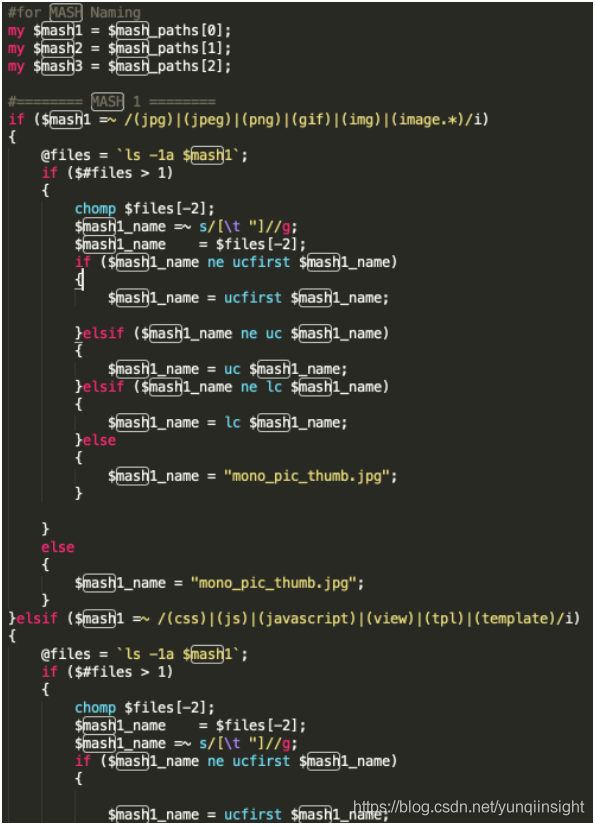 #for MASH Naming
my $mash1 = $mash_paths[0];
my $mash2 = $mash_paths[1];
my $mash3 = $mash_paths[2];
#======== MASH 1 ========
if ($mash1 =~ /(jpg)|(jpeg)|(png)|(gif)|(img)|(image.*)/i)
{
    @files = `ls -1a $mash1`;
    if ($#files > 1)
    {
        chomp $files[-2];
        $mash1_name =~ s/[\t "]//g;
        $mash1_name    = $files[-2];
        if ($mash1_name ne ucfirst $mash1_name)
        {
            $mash1_name = ucfirst $mash1_name;
        }elsif ($mash1_name ne uc $mash1_name)
        {
            $mash1_name = uc $mash1_name;
        }elsif ($mash1_name ne lc $mash1_name)
        {
            $mash1_name = lc $mash1_name;
        }else
        {
            $mash1_name = "mono_pic_thumb.jpg";
        }
    }
    else
    {
        $mash1_name = "mono_pic_thumb.jpg";
    }
}elsif ($mash1 =~ /(css)|(js)|(javascript)|(view)|(tpl)|(template)/i)
{
    @files = `ls -1a $mash1`;
    if ($#files > 1)
    {
        chomp $files[-2];
        $mash1_name    = $files[-2];
        $mash1_name =~ s/[\t "]//g;
        if ($mash1_name ne ucfirst $mash1_name)
        {
            $mash1_name = ucfirst $mash1_name;
https://blog.csdn.net/yunqiinsight